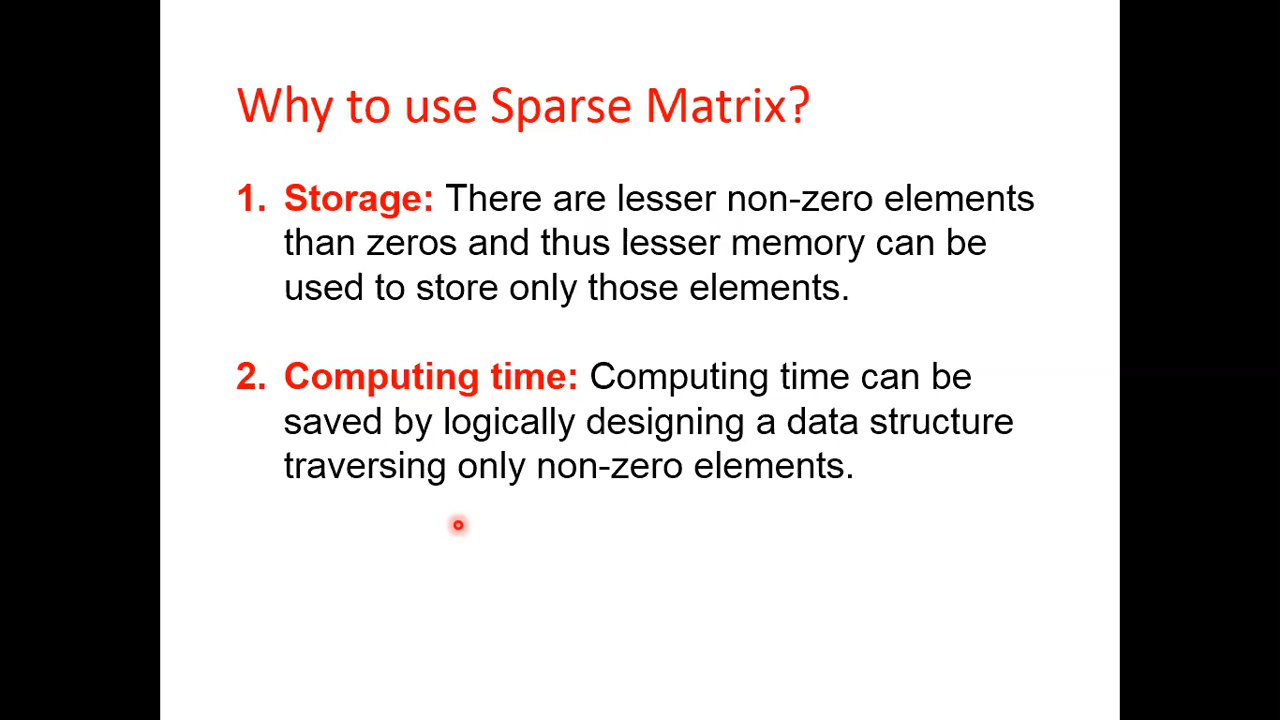 Why to use Sparse Matrix?
1. Storage: There are lesser non-zero elements
than zeros and thus lesser memory can be
used to store only those elements.
2. Computing time: Computing time can be
saved by logically designing a data structure
traversing only non-zero elements.